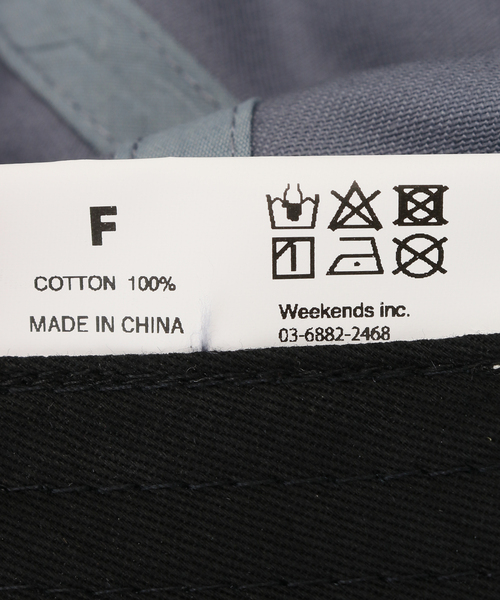 F
COTTON 100%
MADE IN CHINA
Weekends inc.
03-6882-2468